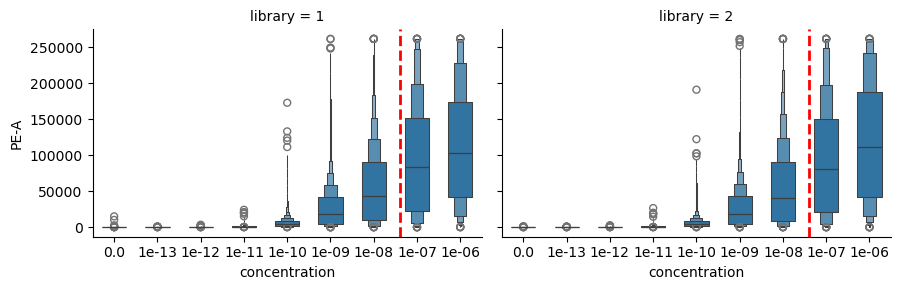 library = 1
library = 2
PE-A
250000
200000
150000
100000
50000
0
0.0 1e-13 1e-12 1e-11 1e-10 1e-09 1e-08 1e-07 1e-06
0.0 1e-13 1e-12 1e-11 1e-10 1e-09 1e-08 1e-07 1e-06
concentration
concentration